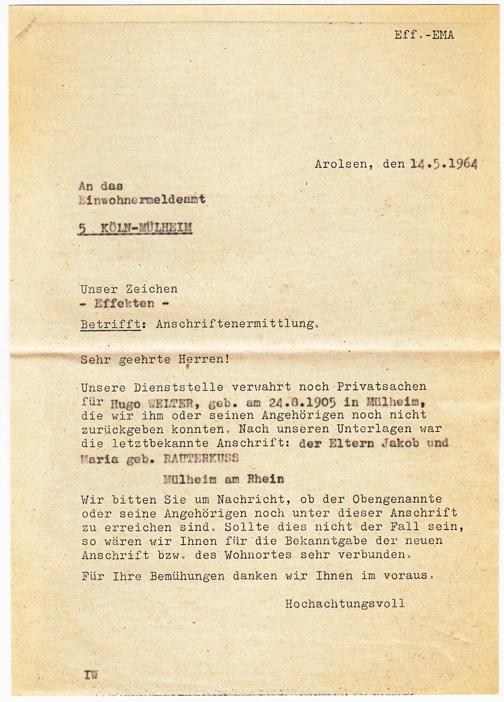 Eff.-EMA
Arolsen, den 14.5.1964
An das
Einwohnermeldeamt
5 KÖLN-MÜLHEIM
Unser Zeichen
- Effekten -
Betrifft: Anschriftenermittlung.
Sehr geehrte Herren!
Unsere Dienststelle verwahrt noch Privatsachen
für Hugo WELTER, geb. am 24.8.1905 in Mülheim,
die wir ihm oder seinen Angehörigen noch nicht
zurückgeben konnten. Nach unseren Unterlagen war
die letztbekannte Anschrift: der Eltern Jakob und
Maria geb. RAUTERKUSS
Mülheim am Rhein
Wir bitten Sie um Nachricht, ob der Obengenannte
oder seine Angehörigen noch unter dieser Anschrift
zu erreichen sind. Sollte dies nicht der Fall sein,
so wären wir Ihnen für die Bekanntgabe der neuen
Anschrift bzw. des Wohnortes sehr verbunden.
Für Ihre Bemühungen danken wir Ihnen im voraus.
Hochachtungsvoll
IW